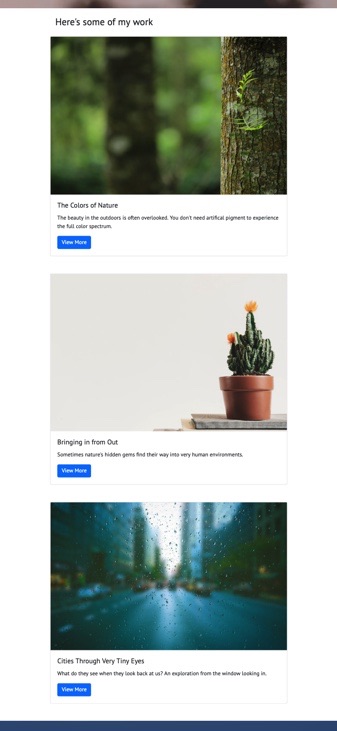 Here's some of my work
The Colors of Nature
The beauty in the outdoors is often overlooked. You don't need artifical pigment to experience
the full color spectrum.
View More
Bringing in from Out
Sometimes nature's hidden gems find their way into very human environments.
View More
Cities Through Very Tiny Eyes
What do they see when they look back at us? An exploration from the window looking in.
View More